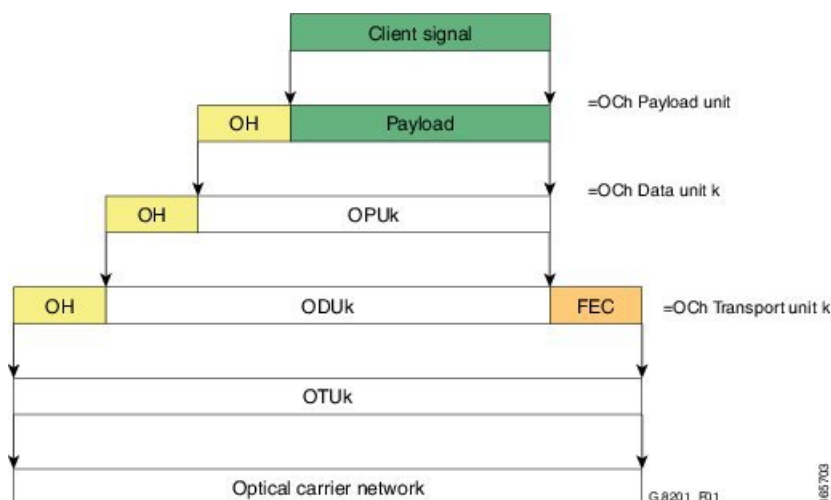 Client signal
=OCh Payload unit
OH
Payload
=OCh Data unit k
OH
OPUk
OH
ODUk
FEC
=OCh Transport unit k
OTUk
Optical carrier network
G.8201_F01